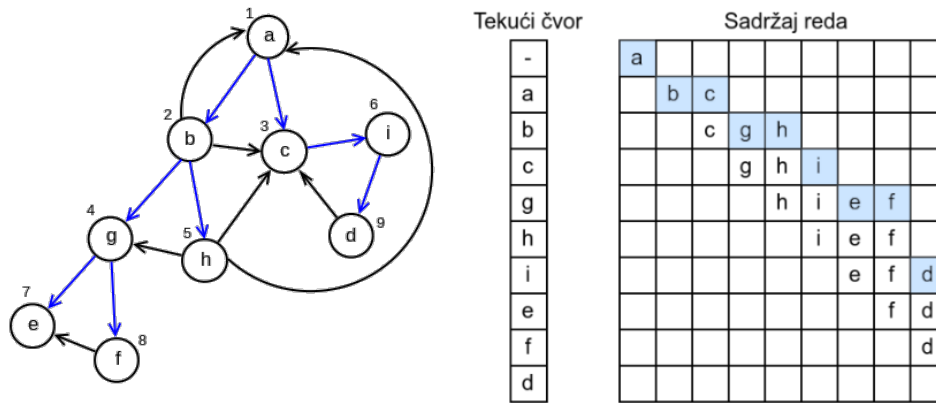 1
a
2
b
3
c
6
i
4
g
5
h
d
9
7
e
f
8
Tekući čvor
Sadržaj reda
-
a
a
b c
b
c g h
c
g h i
g
h i e f
h
i e f
i
e f d
e
f d
f
d
d